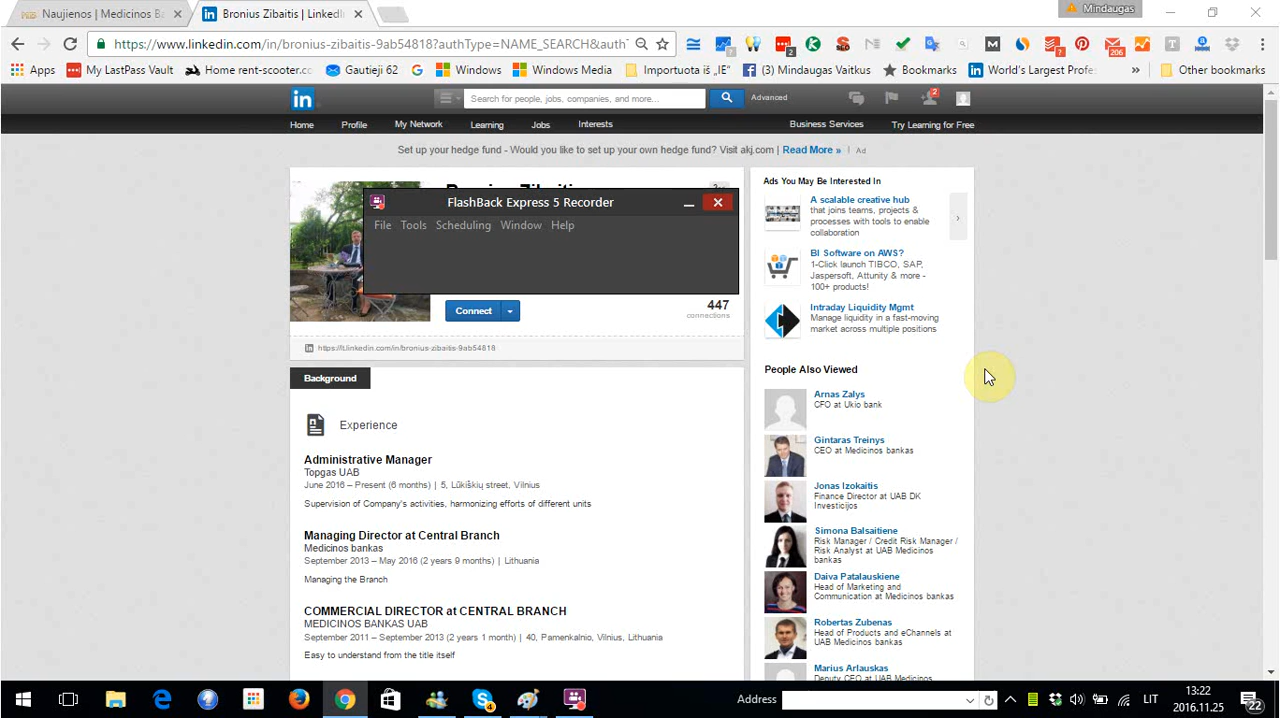 Naujienos | Medicinos Ba
Bronius Zibaitis | LinkedIn
Mindaugas
https://www.linkedin.com/in/bronius-zibaitis-9ab54818?authType=NAME_SEARCH&auth
7
2
7
206
Apps
My LastPass Vault
Home rent-scooter.co
Gautieji 62
Windows
Windows Media
Importuota iš „IE“
(3) Mindaugas Vaitkus
Bookmarks
World's Largest Profe
»
Other bookmarks
in
Search for people, jobs, companies, and more...
Advanced
2
Home
Profile
My Network
Learning
Jobs
Interests
Business Services
Try Learning for Free
Set up your hedge fund - Would you like to set up your own hedge fund? Visit akj.com | Read More » | Ad
FlashBack Express 5 Recorder
File Tools Scheduling Window Help
Connect
447
connections
https://lt.linkedin.com/in/bronius-zibaitis-9ab54818
Background
Experience
Administrative Manager
Topgas UAB
June 2016 – Present (6 months) | 5, Lūkiškių street, Vilnius
Supervision of Company's activities, harmonizing efforts of different units
Managing Director at Central Branch
Medicinos bankas
September 2013 – May 2016 (2 years 9 months) | Lithuania
Managing the Branch
COMMERCIAL DIRECTOR at CENTRAL BRANCH
MEDICINOS BANKAS UAB
September 2011 – September 2013 (2 years 1 month) | 40, Pamenkalnio, Vilnius, Lithuania
Easy to understand from the title itself
Ads You May Be Interested In
A scalable creative hub
that joins teams, projects &
processes with tools to enable
collaboration
BI Software on AWS?
1-Click launch TIBCO, SAP,
Jaspersoft, Attunity & more -
100+ products!
Intraday Liquidity Mgmt
Manage liquidity in a fast-moving
market across multiple positions
People Also Viewed
Arnas Zalys
CFO at Ukio bank
Gintaras Treinys
CEO at Medicinos bankas
Jonas Izokaitis
Finance Director at UAB DK
Investicijos
Simona Balsaitiene
Risk Manager / Credit Risk Manager /
Risk Analyst at UAB Medicinos
bankas
Daiva Patalauskiene
Head of Marketing and
Communication at Medicinos bankas
Robertas Zubenas
Head of Products and eChannels at
UAB Medicinos bankas
Marius Arlauskas
Deputy CEO at UAB Medicinos
Address
LIT
13:22
2016.11.25
22
4